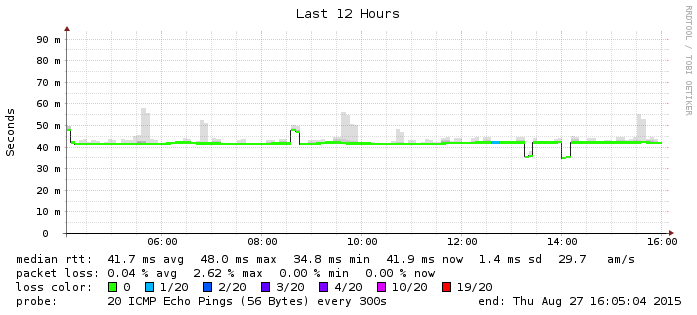 Last 12 Hours
RRDTOOL / TOBI OETIKER
Seconds
90 m
80 m
70 m
60 m
50 m
40 m
30 m
20 m
10 m
0
06:00 08:00 10:00 12:00 14:00 16:00
median rtt: 41.7 ms avg 48.0 ms max 34.8 ms min 41.9 ms now 1.4 ms sd 29.7 am/s
packet loss: 0.04 % avg 2.62 % max 0.00 % min 0.00 % now
loss color: 0 1/20 2/20 3/20 4/20 10/20 19/20
probe: 20 ICMP Echo Pings (56 Bytes) every 300s end: Thu Aug 27 16:05:04 2015